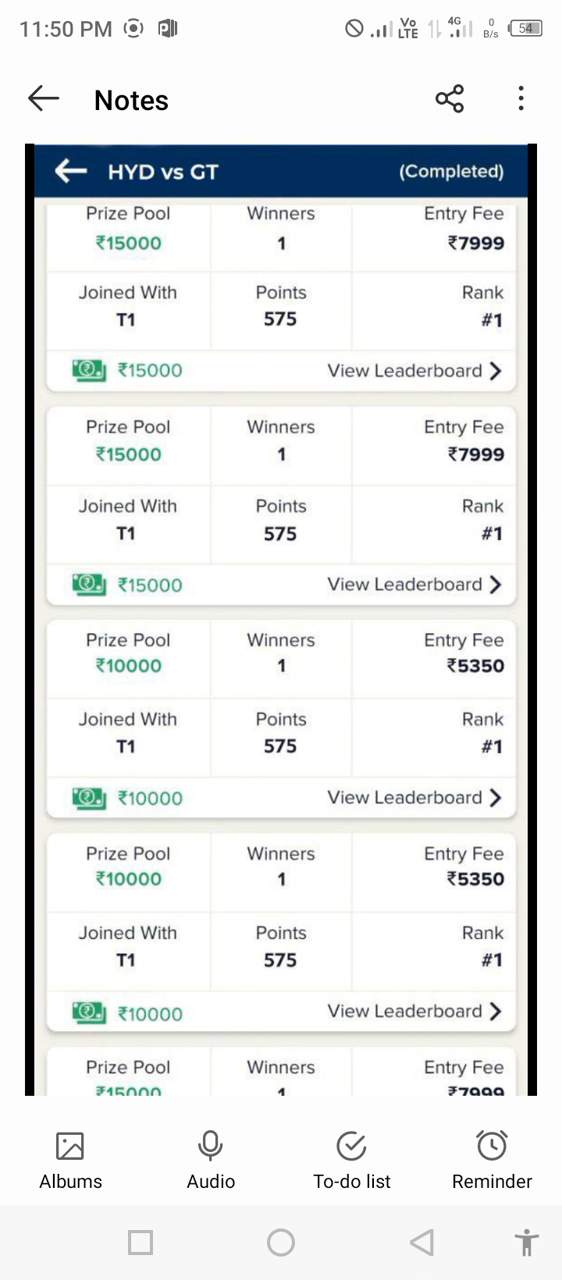 11:50 PM
Vo LTE 4G 0 B/s 54
Notes
HYD vs GT (Completed)
Prize Pool Winners Entry Fee
₹15000 1 ₹7999
Joined With Points Rank
T1 575 #1
₹15000 View Leaderboard
Prize Pool Winners Entry Fee
₹15000 1 ₹7999
Joined With Points Rank
T1 575 #1
₹15000 View Leaderboard
Prize Pool Winners Entry Fee
₹10000 1 ₹5350
Joined With Points Rank
T1 575 #1
₹10000 View Leaderboard
Prize Pool Winners Entry Fee
₹10000 1 ₹5350
Joined With Points Rank
T1 575 #1
₹10000 View Leaderboard
Prize Pool Winners Entry Fee
₹15000 1 ₹7999
Albums Audio To-do list Reminder